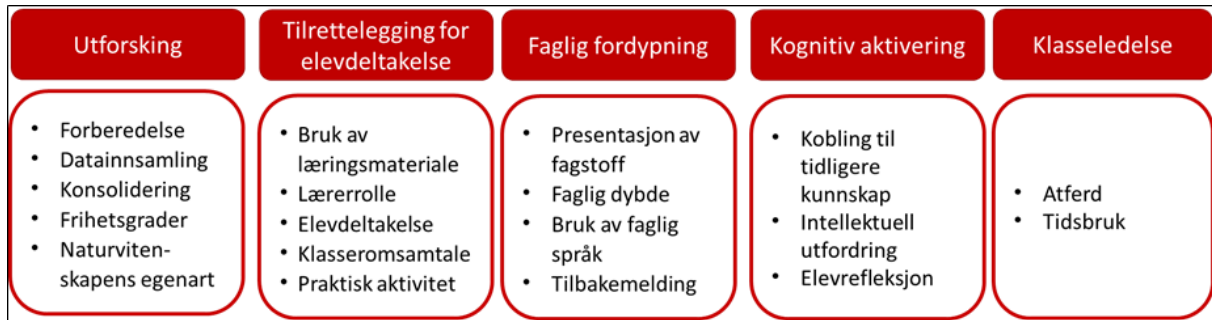 Utforsking
• Forberedelse
• Datainnsamling
• Konsolidering
• Frihetsgrader
• Naturviten-
skapens egenart
Tilrettelegging for
elevdeltakelse
• Bruk av
læringsmateriale
• Lærerrolle
• Elevdeltakelse
• Klasseromsamtale
• Praktisk aktivitet
Faglig fordypning
• Presentasjon av
fagstoff
• Faglig dybde
• Bruk av faglig
språk
• Tilbakemelding
Kognitiv aktivering
• Kobling til
tidligere
kunnskap
• Intellektuell
utfordring
• Elevrefleksjon
Klasseledelse
• Atferd
• Tidsbruk